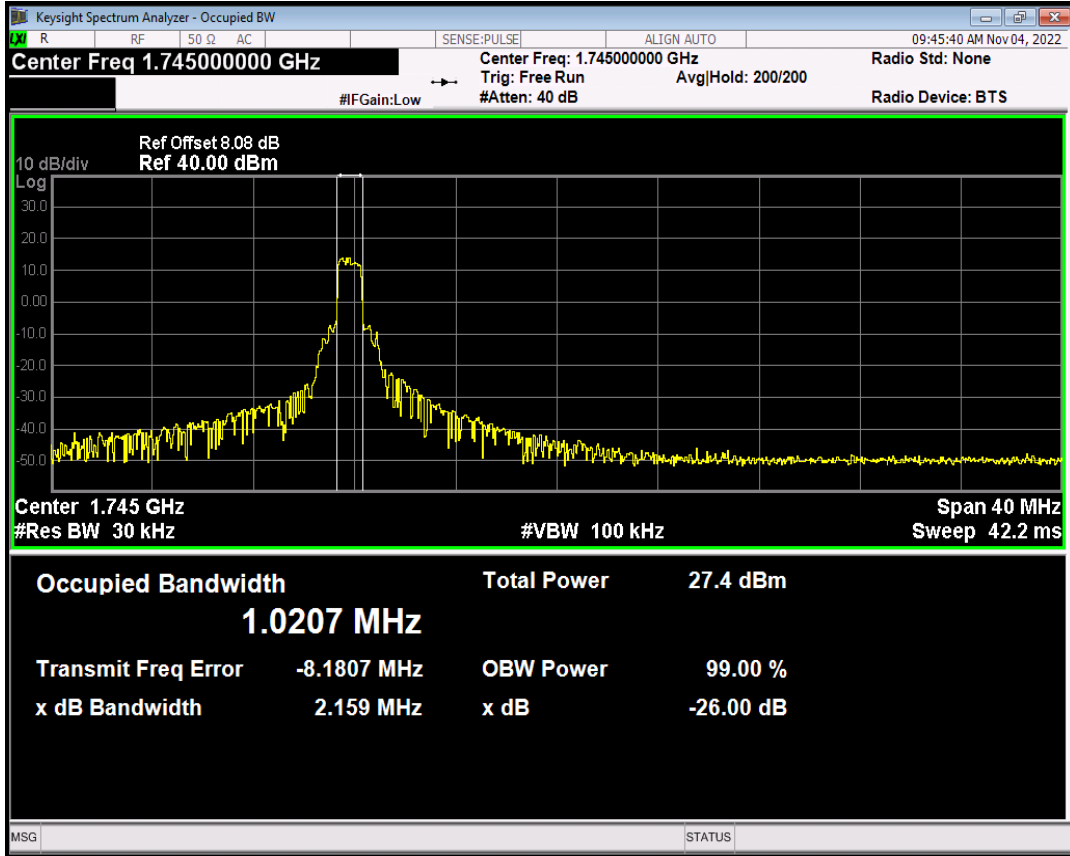 Keysight Spectrum Analyzer - Occupied BW
LXI R RF 50 Ω AC SENSE:PULSE ALIGN AUTO 09:45:40 AM Nov 04, 2022
Center Freq 1.745000000 GHz
Center Freq: 1.745000000 GHz
Radio Std: None
Trig: Free Run Avg|Hold: 200/200
#IFGain:Low #Atten: 40 dB Radio Device: BTS
Ref Offset 8.08 dB
10 dB/div Ref 40.00 dBm
Log
30.0
20.0
10.0
0.00
-10.0
-20.0
-30.0
-40.0
-50.0
Center 1.745 GHz Span 40 MHz
#Res BW 30 kHz #VBW 100 kHz Sweep 42.2 ms
Occupied Bandwidth Total Power 27.4 dBm
1.0207 MHz
Transmit Freq Error -8.1807 MHz OBW Power 99.00 %
x dB Bandwidth 2.159 MHz x dB -26.00 dB
MSG STATUS